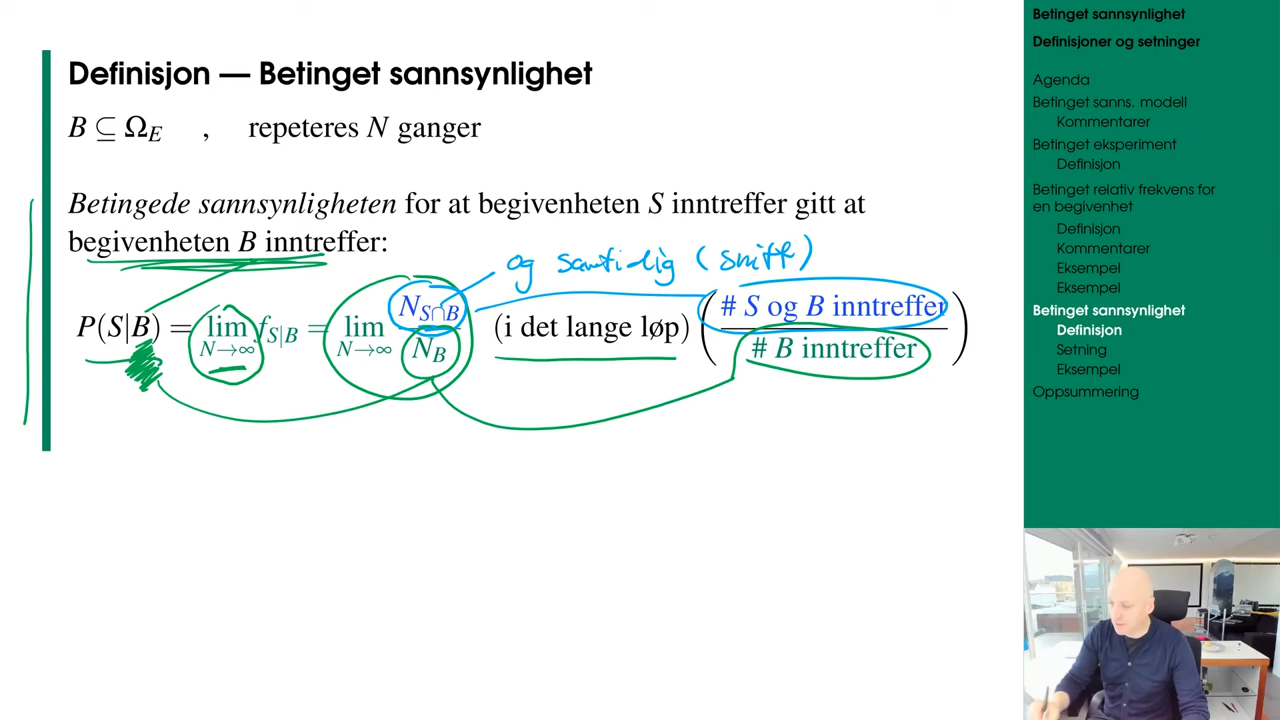 Definisjon — Betinget sannsynlighet
B ⊆ Ω_E , repeteres N ganger
Betingede sannsynligheten for at begivenheten S inntreffer gitt at
begivenheten B inntreffer:
og samtidig (snitt)
P(S|B) = lim_{N→∞} f_{S|B} = lim_{N→∞} N_{S∩B} / N_B (i det lange løp) ( # S og B inntreffer / # B inntreffer )
Betinget sannsynlighet
Definisjoner og setninger
Agenda
Betinget sanns. modell
Kommentarer
Betinget eksperiment
Definisjon
Betinget relativ frekvens for
en begivenhet
Definisjon
Kommentarer
Eksempel
Eksempel
Betinget sannsynlighet
Definisjon
Setning
Eksempel
Oppsummering